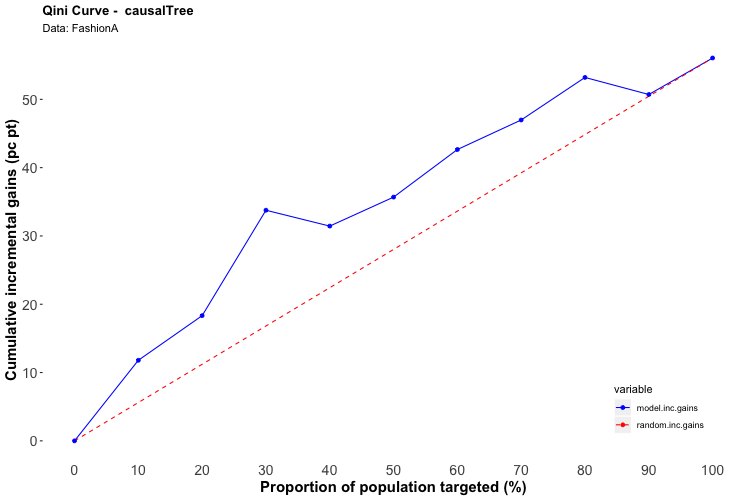 Qini Curve -  causalTree
Data: FashionA
Cumulative incremental gains (pc pt)
50
40
30
20
10
0
variable
model.inc.gains
random.inc.gains
0 10 20 30 40 50 60 70 80 90 100
Proportion of population targeted (%)